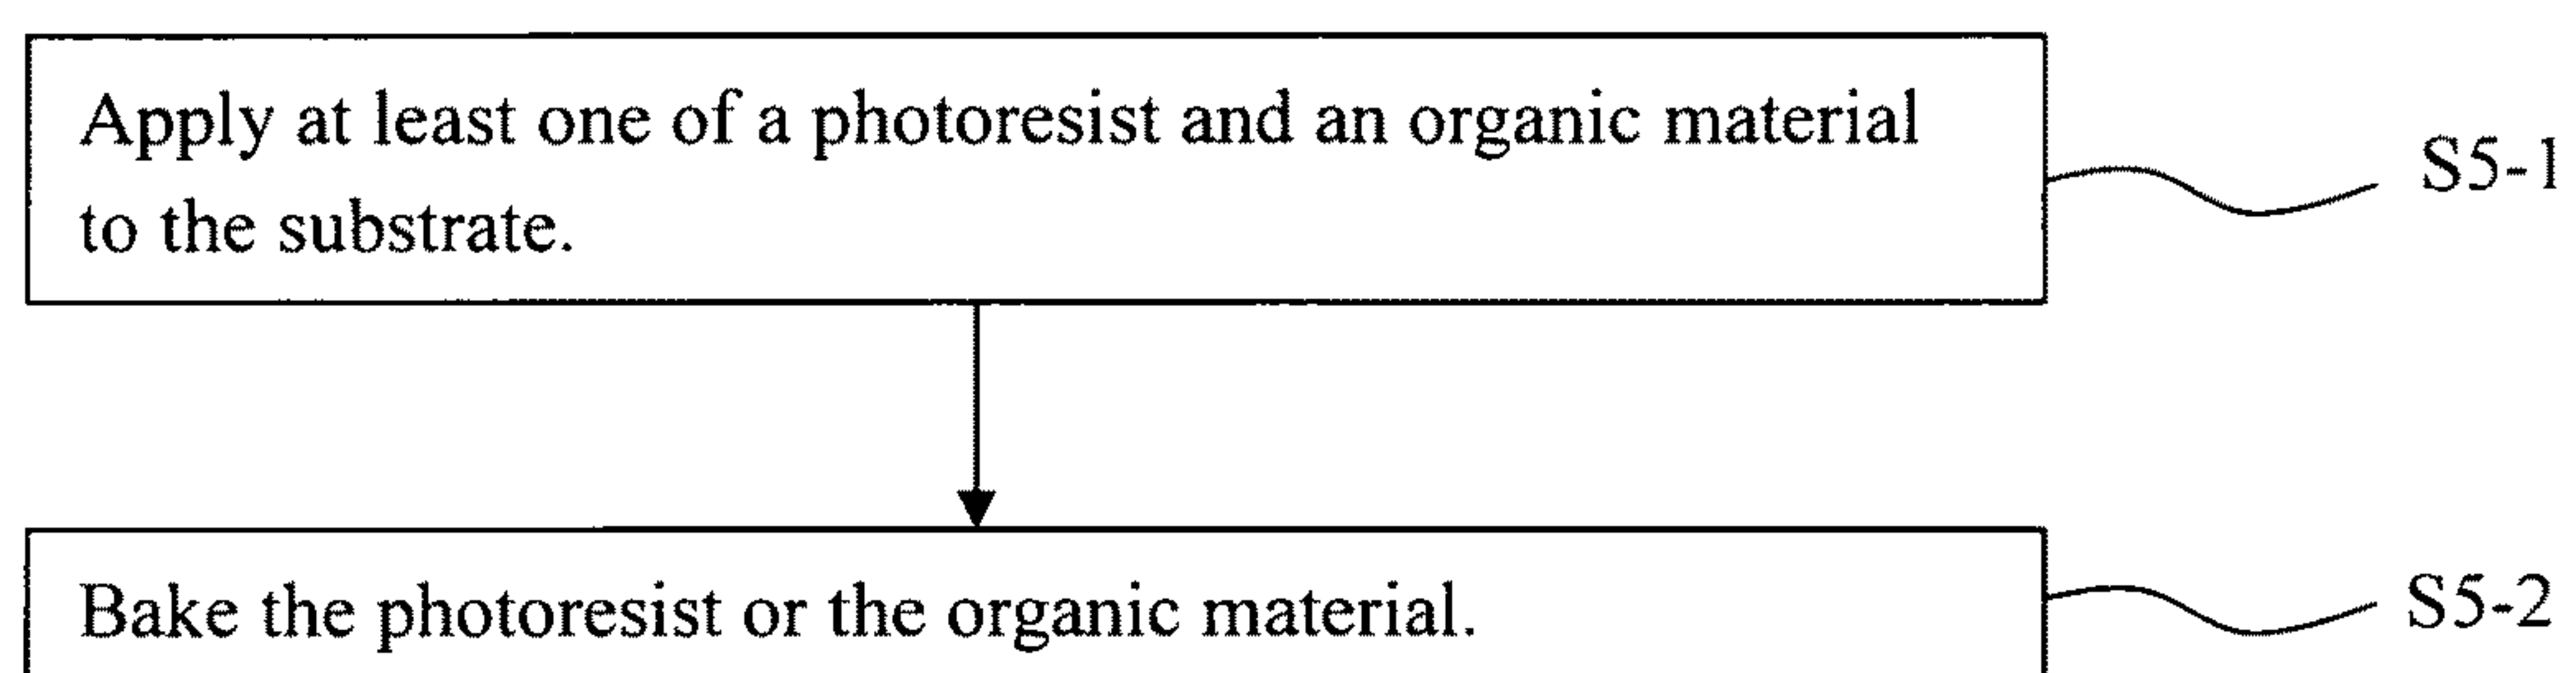 Apply at least one of a photoresist and an organic material
to the substrate.
S5-1
Bake the photoresist or the organic material.
S5-2